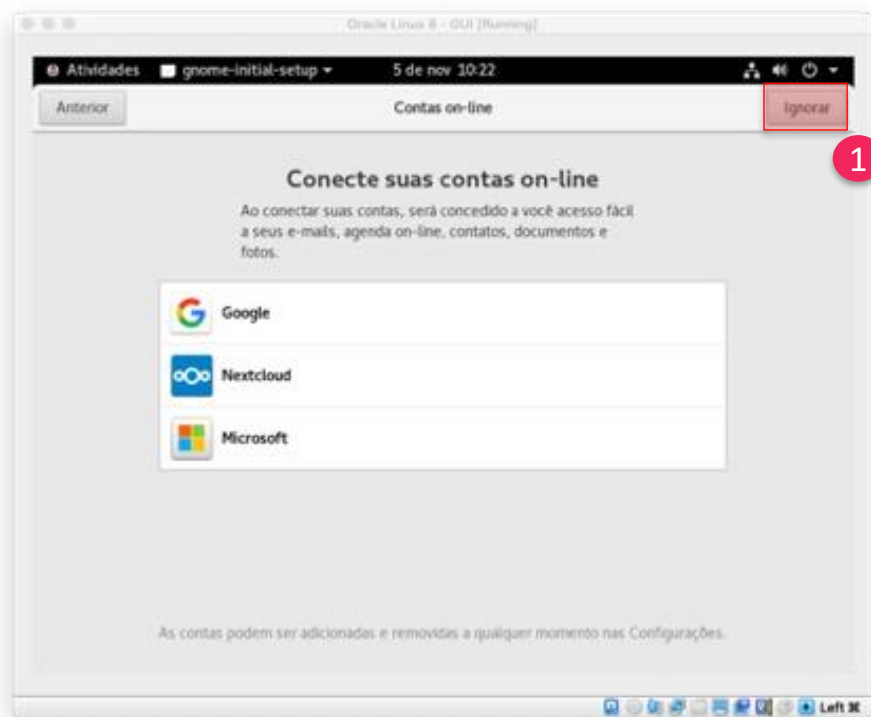 Oracle Linux 8 - GUI [Running]
Atividades gnome-initial-setup 5 de nov 10:22
Anterior Contas on-line Ignorar
1
Conecte suas contas on-line
Ao conectar suas contas, será concedido a você acesso fácil
a seus e-mails, agenda on-line, contatos, documentos e
fotos.
Google
Nextcloud
Microsoft
As contas podem ser adicionadas e removidas a qualquer momento nas Configurações.
Left ⌘